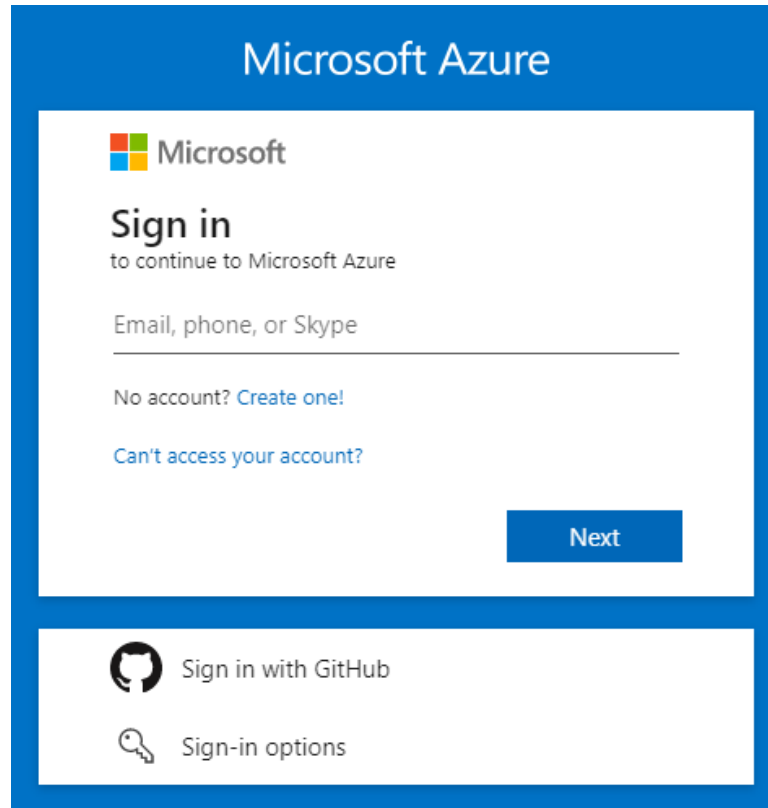 Microsoft Azure
Microsoft
Sign in
to continue to Microsoft Azure
Email, phone, or Skype
No account? Create one!
Can't access your account?
Next
Sign in with GitHub
Sign-in options